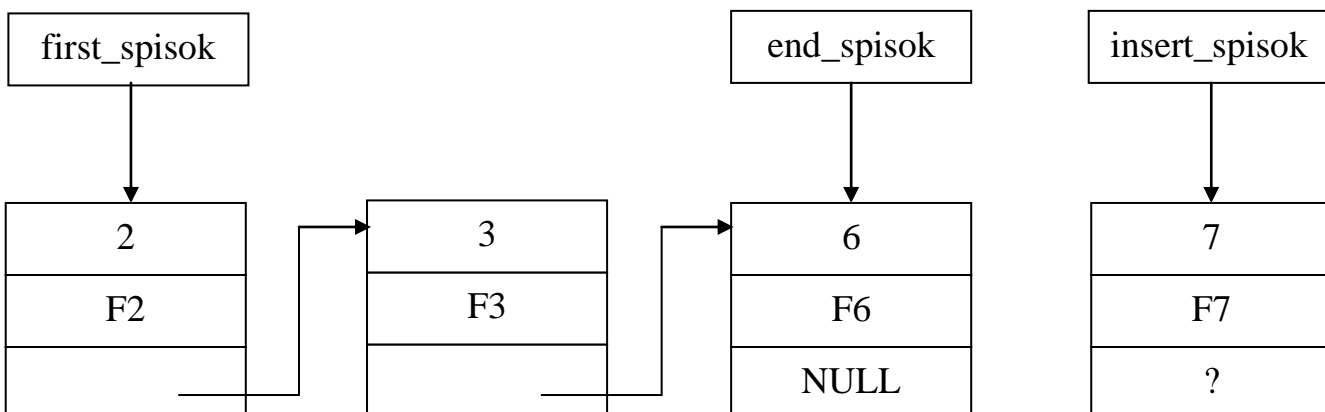 first_spisok
end_spisok
insert_spisok
2
3
6
7
F2
F3
F6
F7
NULL
?